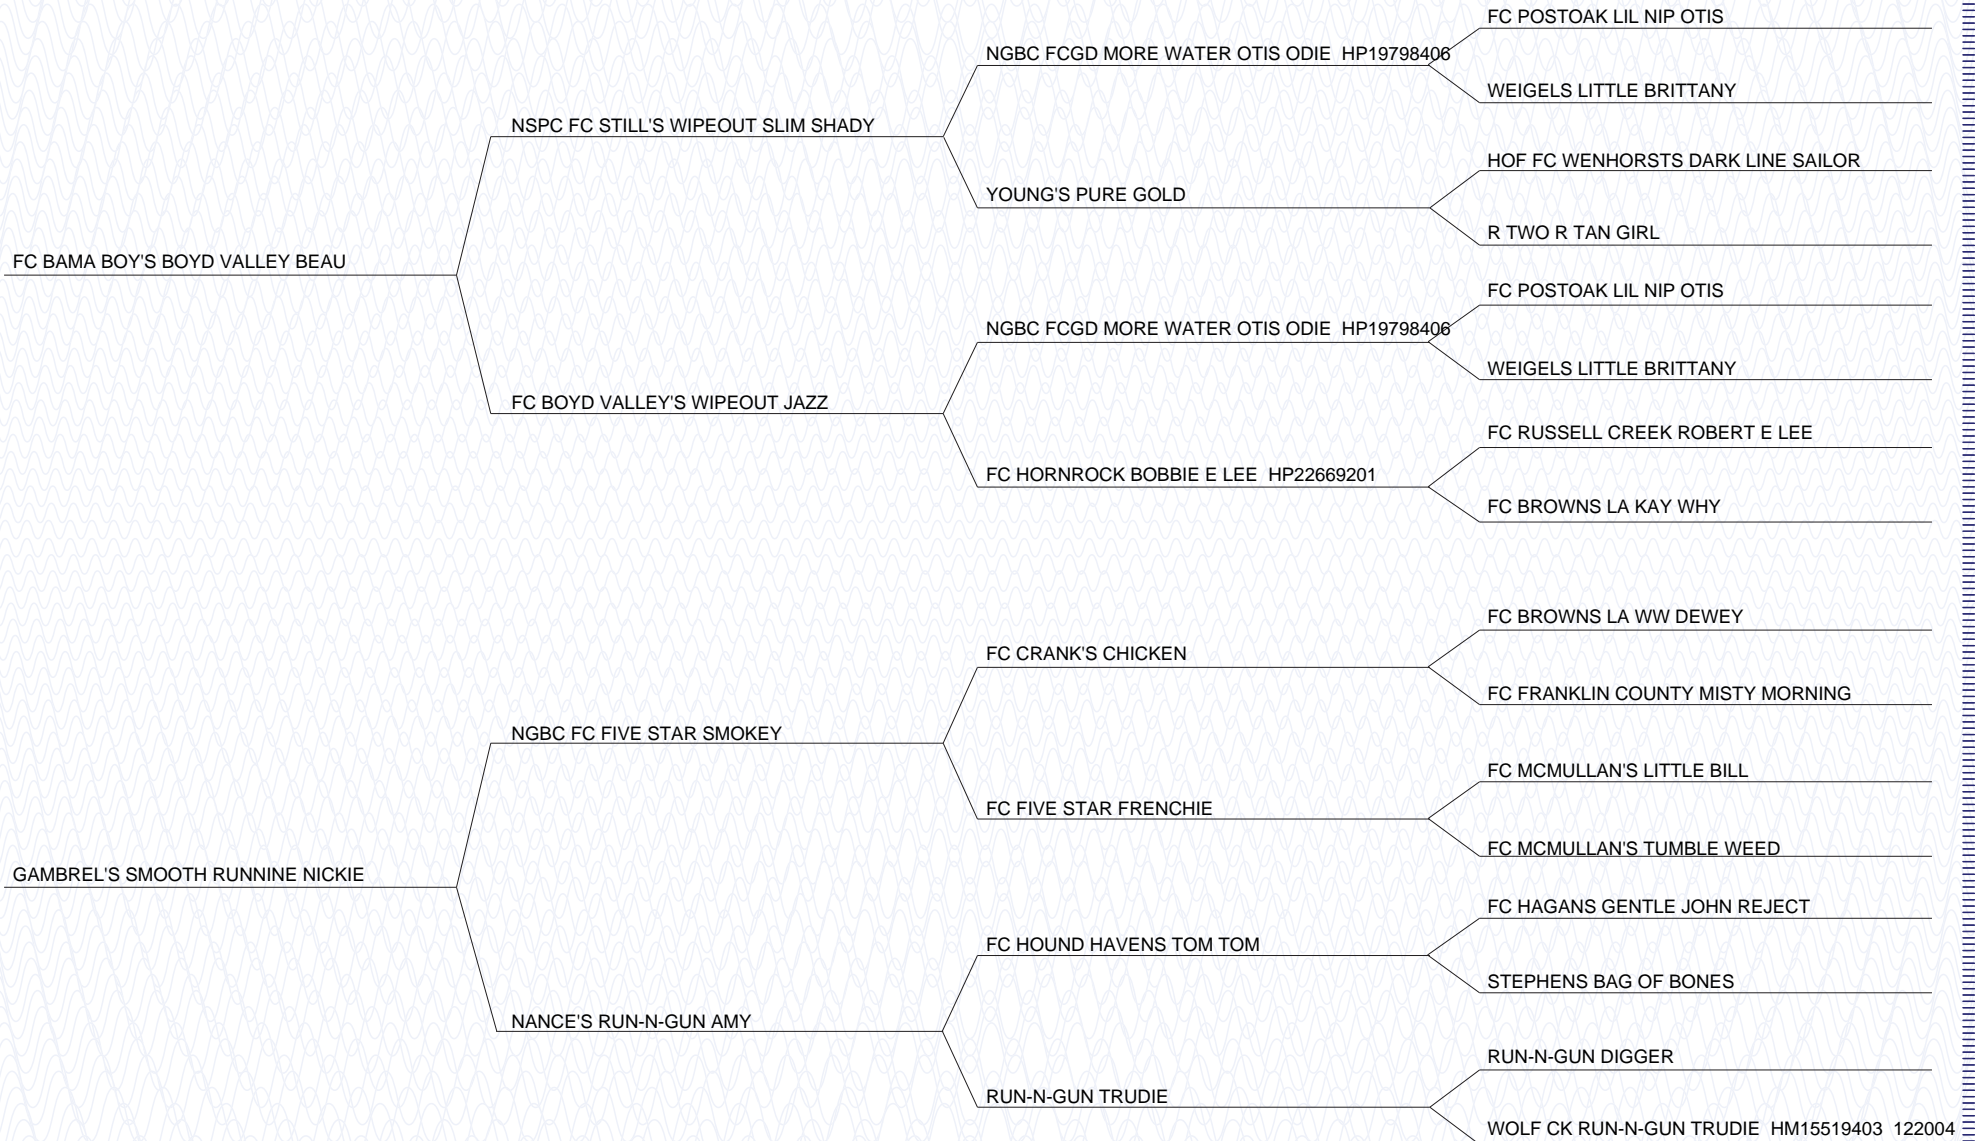 FC POSTOAK LIL NIP OTIS
NGBC FCGD MORE WATER OTIS ODIE HP19798406
WEIGELS LITTLE BRITTANY
NSPC FC STILL'S WIPEOUT SLIM SHADY
HOF FC WENHORSTS DARK LINE SAILOR
YOUNG'S PURE GOLD
R TWO R TAN GIRL
FC BAMA BOY'S BOYD VALLEY BEAU
FC POSTOAK LIL NIP OTIS
NGBC FCGD MORE WATER OTIS ODIE HP19798406
WEIGELS LITTLE BRITTANY
FC BOYD VALLEY'S WIPEOUT JAZZ
FC RUSSELL CREEK ROBERT E LEE
FC HORNROCK BOBBIE E LEE HP22669201
FC BROWNS LA KAY WHY
FC BROWNS LA WW DEWEY
FC CRANK'S CHICKEN
FC FRANKLIN COUNTY MISTY MORNING
NGBC FC FIVE STAR SMOKEY
FC MCMULLAN'S LITTLE BILL
FC FIVE STAR FRENCHIE
FC MCMULLAN'S TUMBLE WEED
GAMBREL'S SMOOTH RUNNINE NICKIE
FC HAGANS GENTLE JOHN REJECT
FC HOUND HAVENS TOM TOM
STEPHENS BAG OF BONES
NANCE'S RUN-N-GUN AMY
RUN-N-GUN DIGGER
RUN-N-GUN TRUDIE
WOLF CK RUN-N-GUN TRUDIE HM15519403 122004